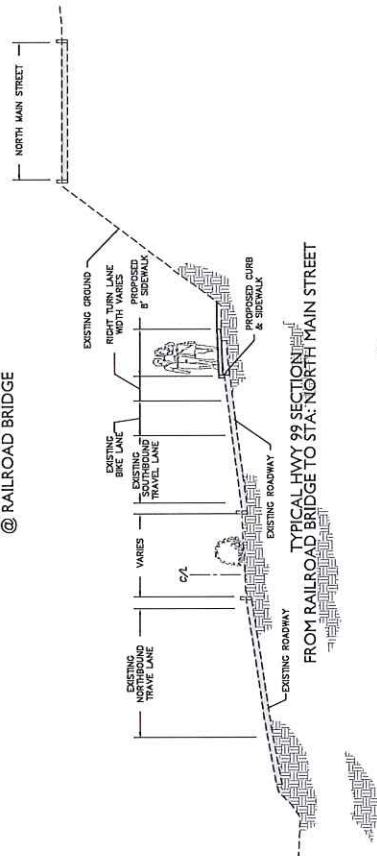 @ RAILROAD BRIDGE
NORTH MAIN STREET
EXISTING GROUND
RIGHT TURN LANE
WIDTH VARIES
PROPOSED
8' SIDEWALK
EXISTING
BIKE LANE
EXISTING
SOUTHBOUND
TRAVEL LANE
VARIES
C/L
EXISTING
NORTHBOUND
TRAVE LANE
PROPOSED CURB
& SIDEWALK
EXISTING ROADWAY
EXISTING ROADWAY
TYPICAL HWY 99 SECTION
FROM RAILROAD BRIDGE TO STA: NORTH MAIN STREET